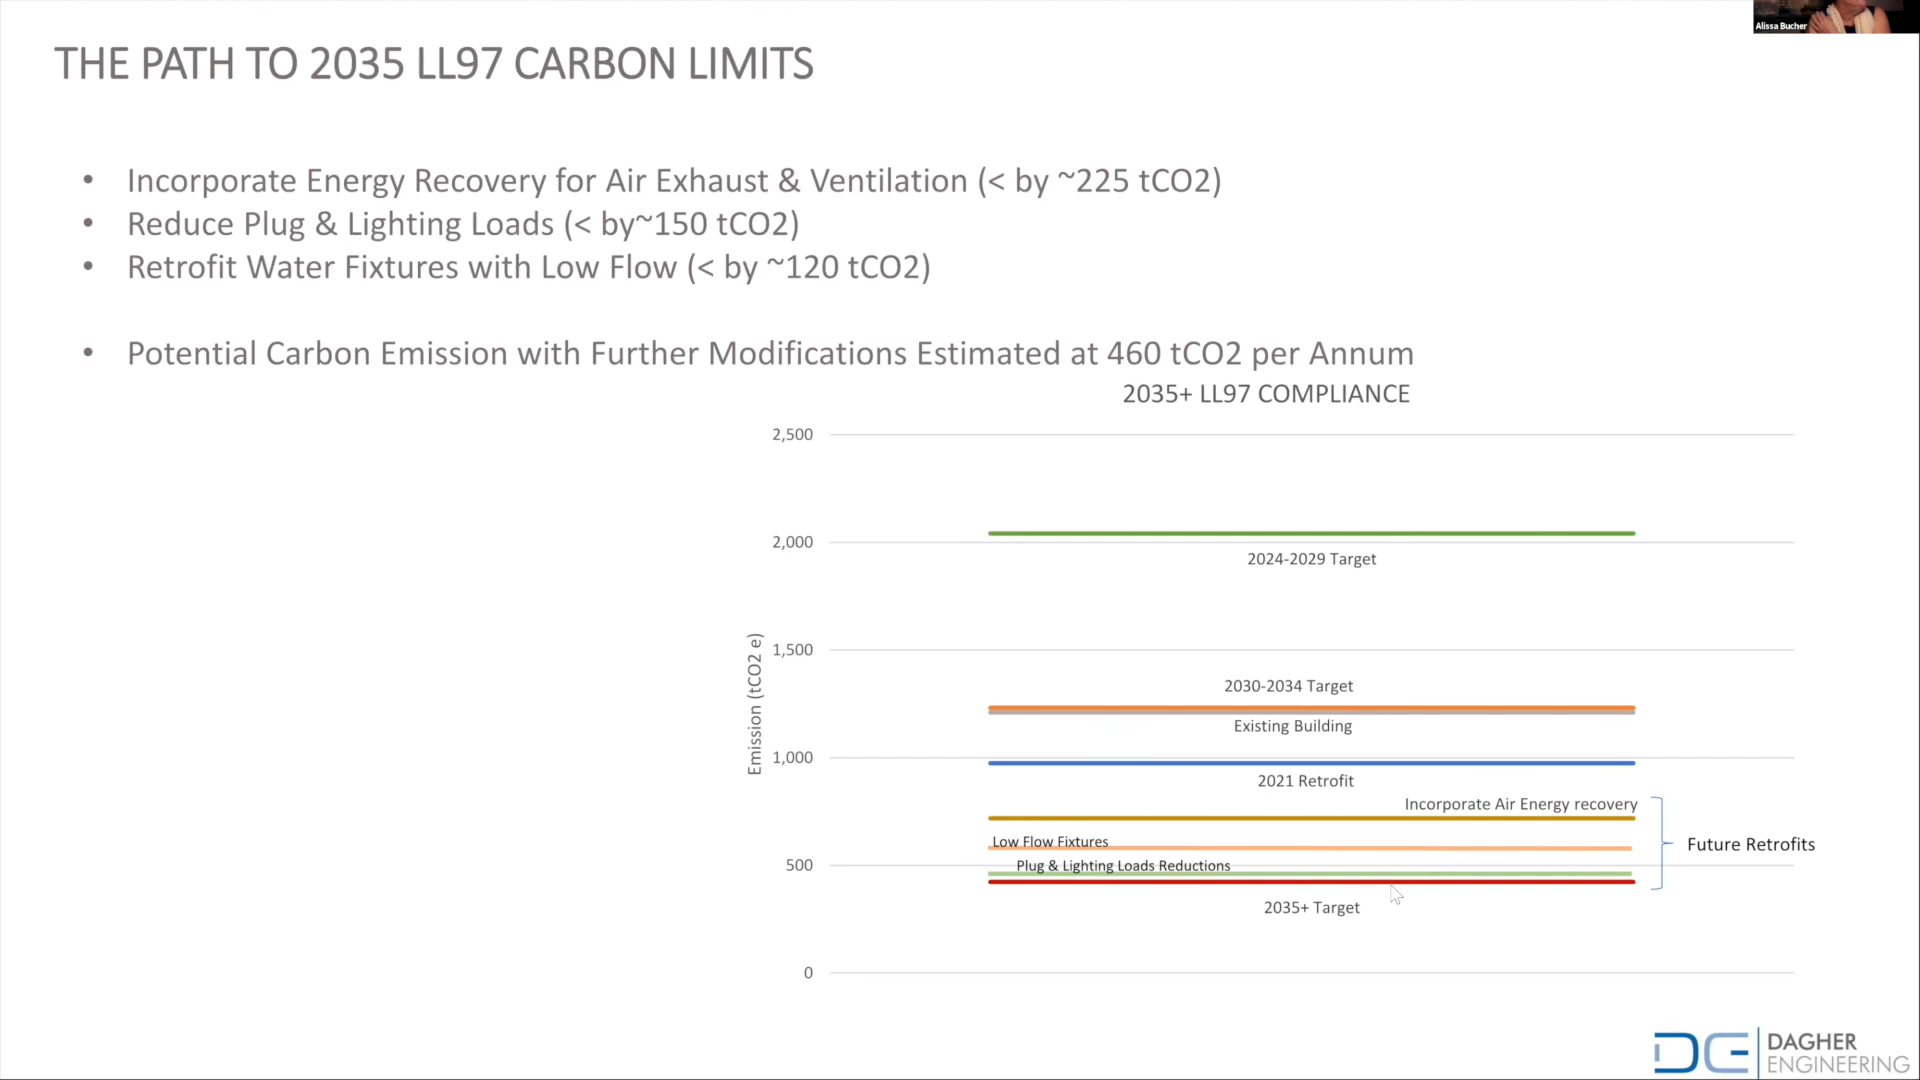 Alissa Bucher
THE PATH TO 2035 LL97 CARBON LIMITS
• Incorporate Energy Recovery for Air Exhaust & Ventilation (< by ~225 tCO2)
• Reduce Plug & Lighting Loads (< by~150 tCO2)
• Retrofit Water Fixtures with Low Flow (< by ~120 tCO2)
• Potential Carbon Emission with Further Modifications Estimated at 460 tCO2 per Annum
2035+ LL97 COMPLIANCE
2,500
2,000
2024-2029 Target
Emission (tCO2 e)
1,500
2030-2034 Target
Existing Building
1,000
2021 Retrofit
Incorporate Air Energy recovery
Low Flow Fixtures
Future Retrofits
500
Plug & Lighting Loads Reductions
2035+ Target
0
DE
DAGHER
ENGINEERING